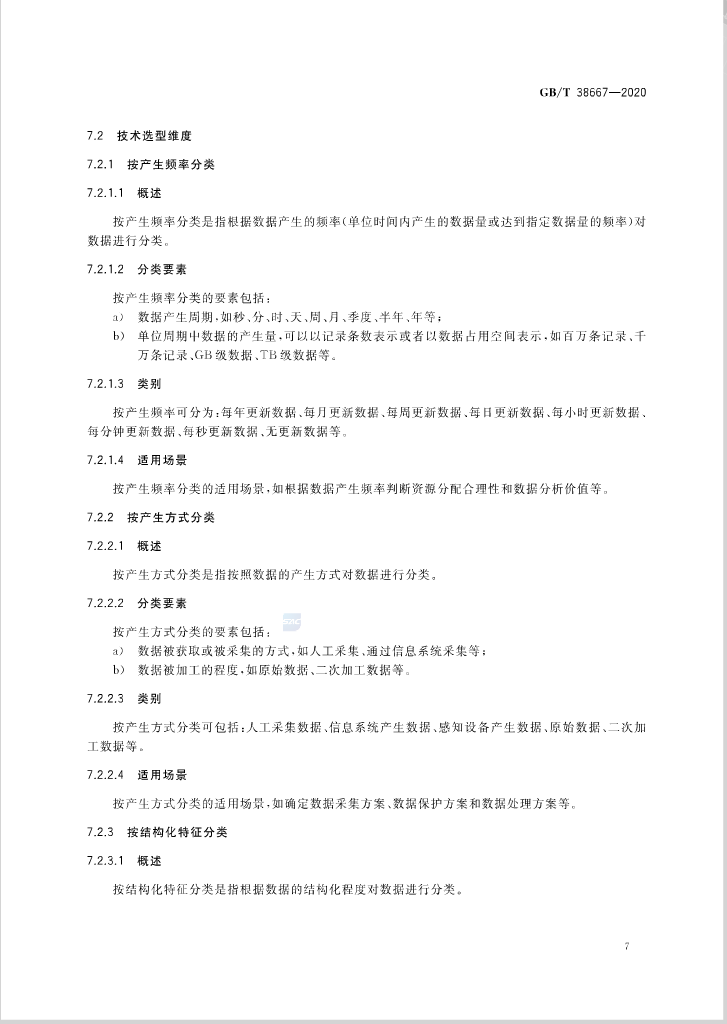 GB/T 38667—2020
7.2 技术选型维度
7.2.1 按产生频率分类
7.2.1.1 概述
按产生频率分类是指根据数据产生的频率(单位时间内产生的数据量或达到指定数据量的频率)对
数据进行分类。
7.2.1.2 分类要素
按产生频率分类的要素包括:
a) 数据产生周期,如秒、分、时、天、周、月、季度、半年、年等;
b) 单位周期中数据的产生量,可以以记录条数表示或者以数据占用空间表示,如百万条记录、千
万条记录、GB级数据、TB级数据等。
7.2.1.3 类别
按产生频率可分为:每年更新数据、每月更新数据、每周更新数据、每日更新数据、每小时更新数据、
每分钟更新数据、每秒更新数据、无更新数据等。
7.2.1.4 适用场景
按产生频率分类的适用场景,如根据数据产生频率判断资源分配合理性和数据分析价值等。
7.2.2 按产生方式分类
7.2.2.1 概述
按产生方式分类是指按照数据的产生方式对数据进行分类。
7.2.2.2 分类要素
SAC
按产生方式分类的要素包括:
a) 数据被获取或被采集的方式,如人工采集、通过信息系统采集等;
b) 数据被加工的程度,如原始数据、二次加工数据等。
7.2.2.3 类别
按产生方式分类可包括:人工采集数据、信息系统产生数据、感知设备产生数据、原始数据、二次加
工数据等。
7.2.2.4 适用场景
按产生方式分类的适用场景,如确定数据采集方案、数据保护方案和数据处理方案等。
7.2.3 按结构化特征分类
7.2.3.1 概述
按结构化特征分类是指根据数据的结构化程度对数据进行分类。
7